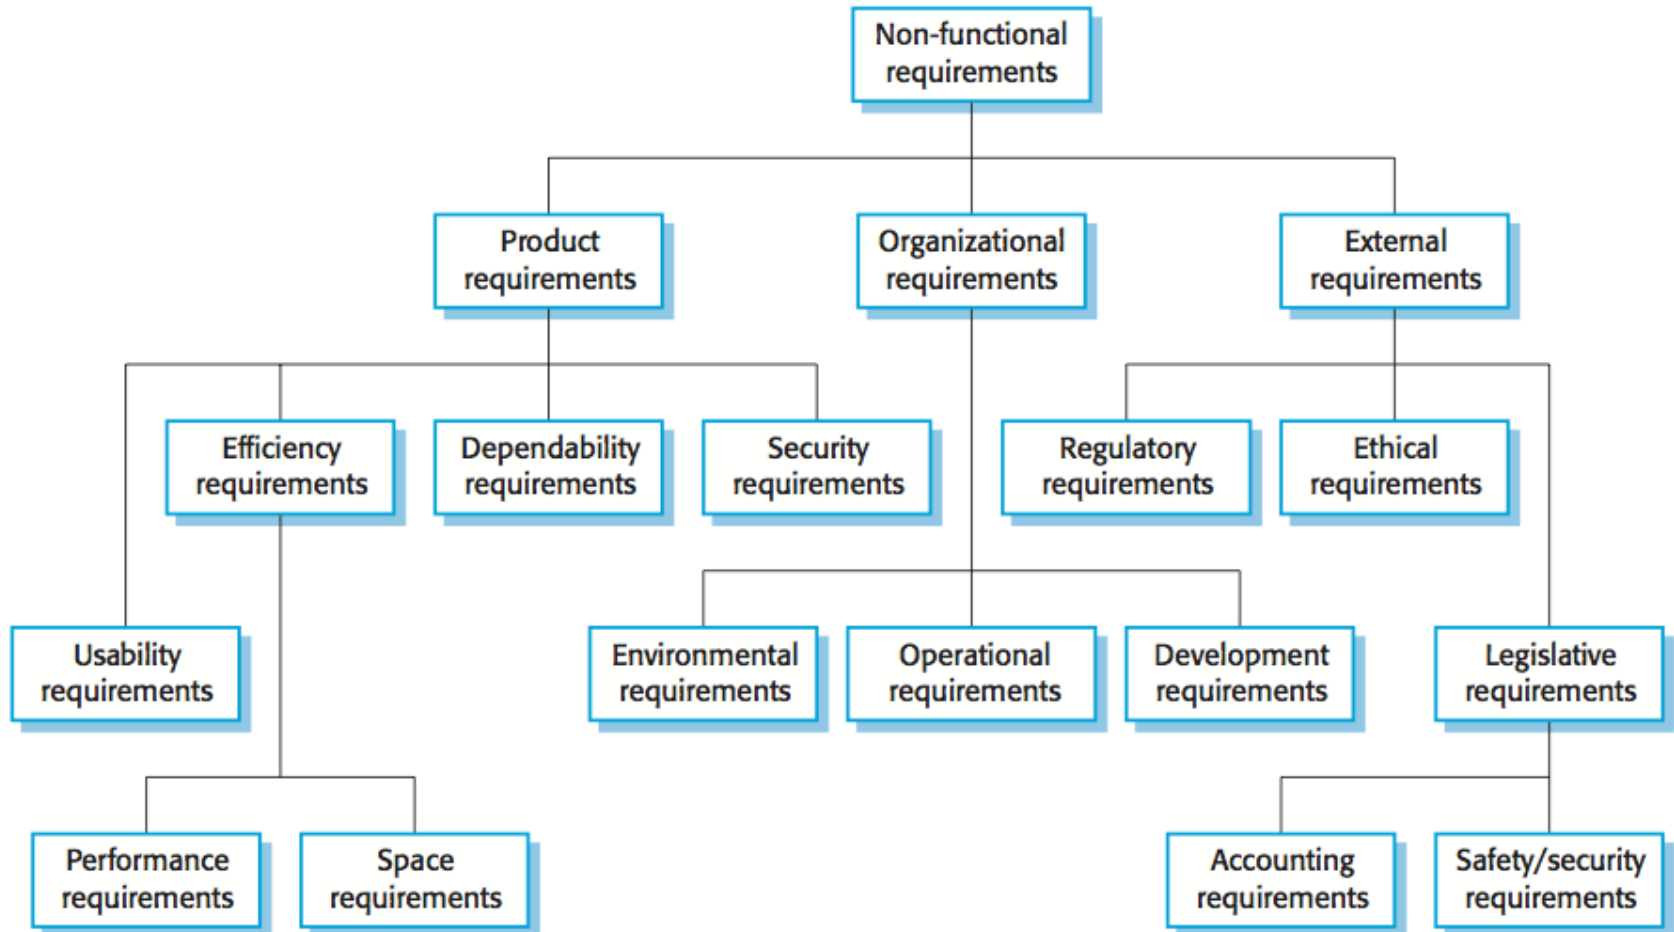 Non-functional
requirements
Product
requirements
Organizational
requirements
External
requirements
Efficiency
requirements
Dependability
requirements
Security
requirements
Regulatory
requirements
Ethical
requirements
Usability
requirements
Environmental
requirements
Operational
requirements
Development
requirements
Legislative
requirements
Performance
requirements
Space
requirements
Accounting
requirements
Safety/security
requirements